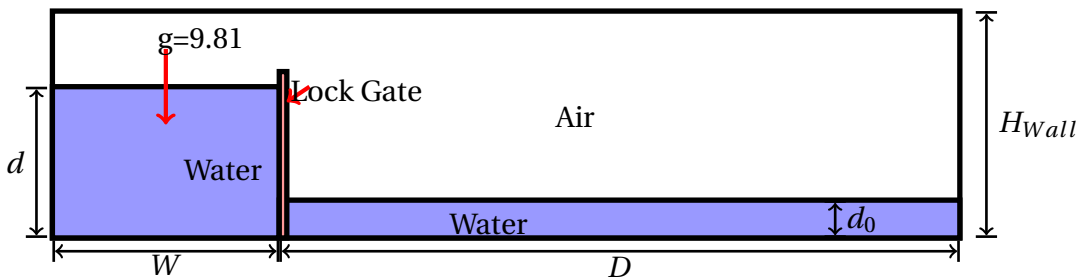 g=9.81
Lock Gate
Air
H_{Wall}
d
Water
Water
d_0
W
D